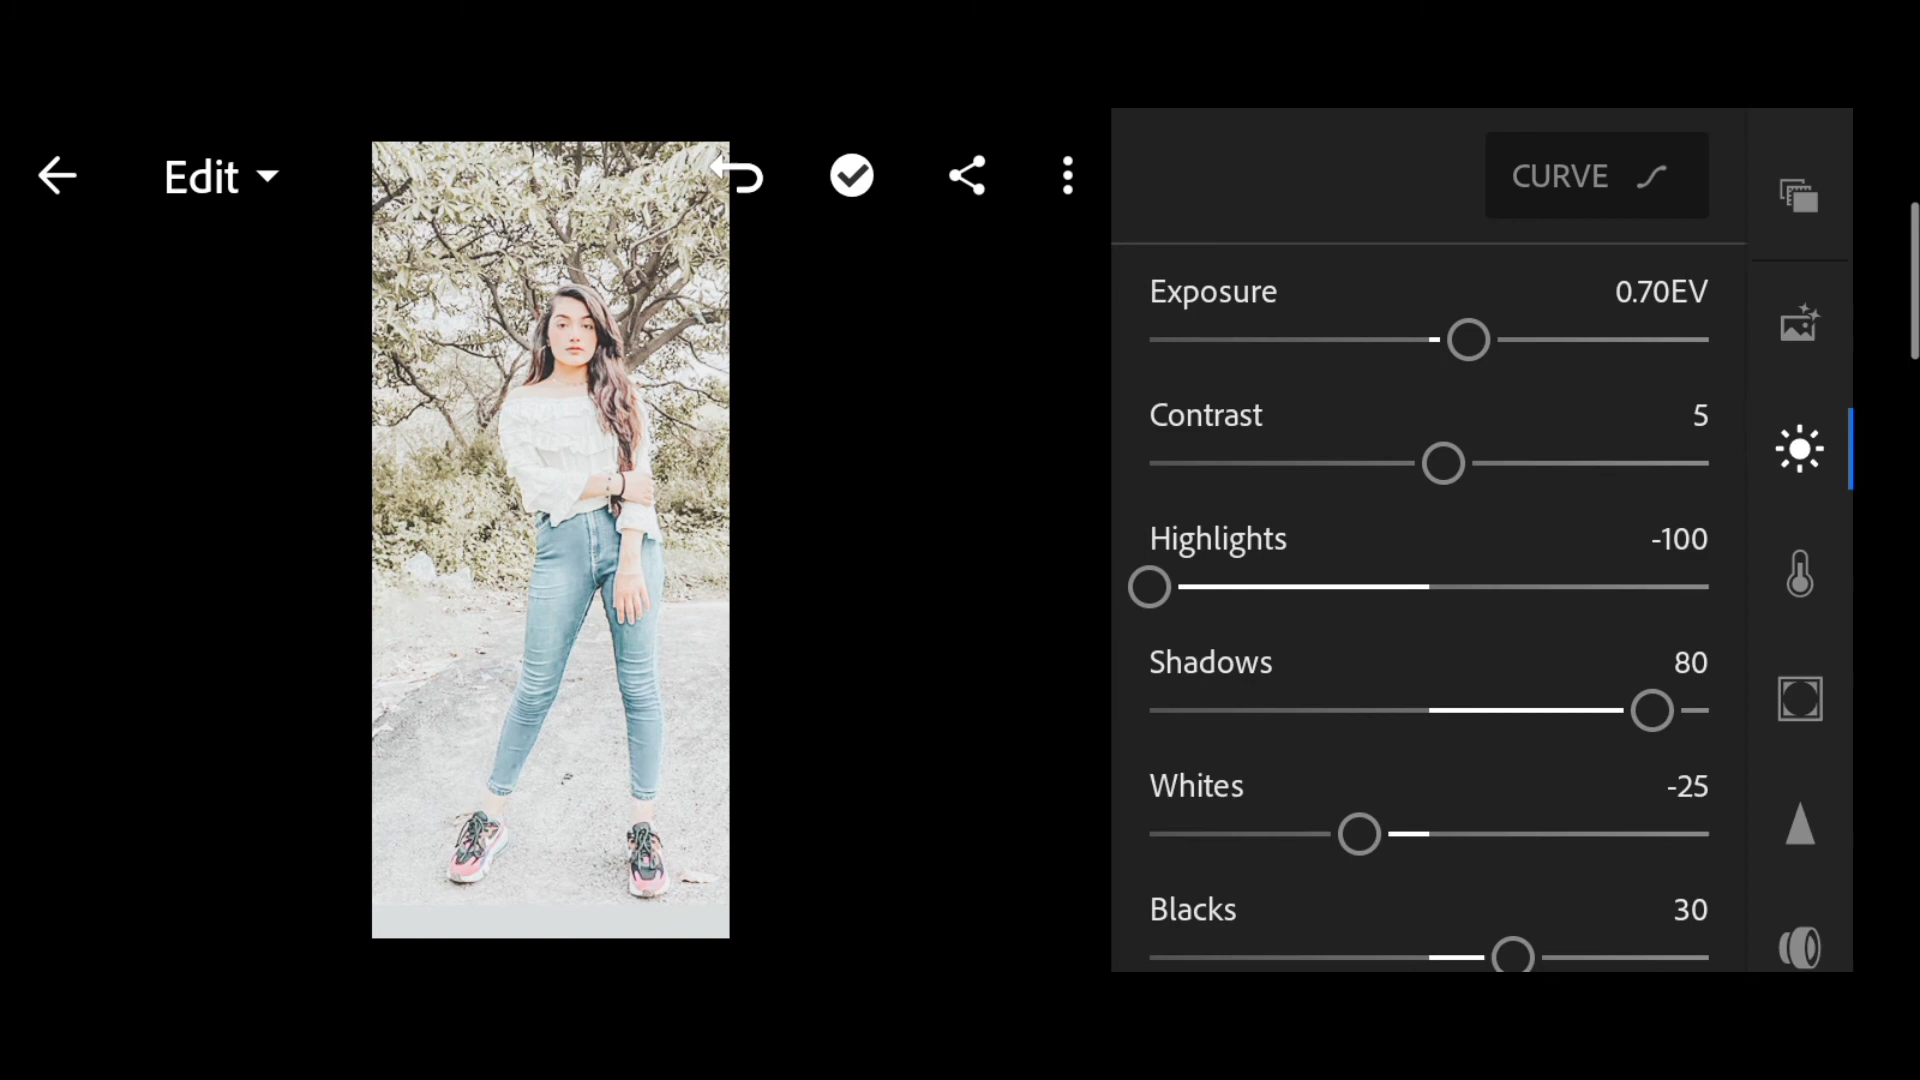 Edit
CURVE
Exposure 0.70EV
Contrast 5
Highlights -100
Shadows 80
Whites -25
Blacks 30